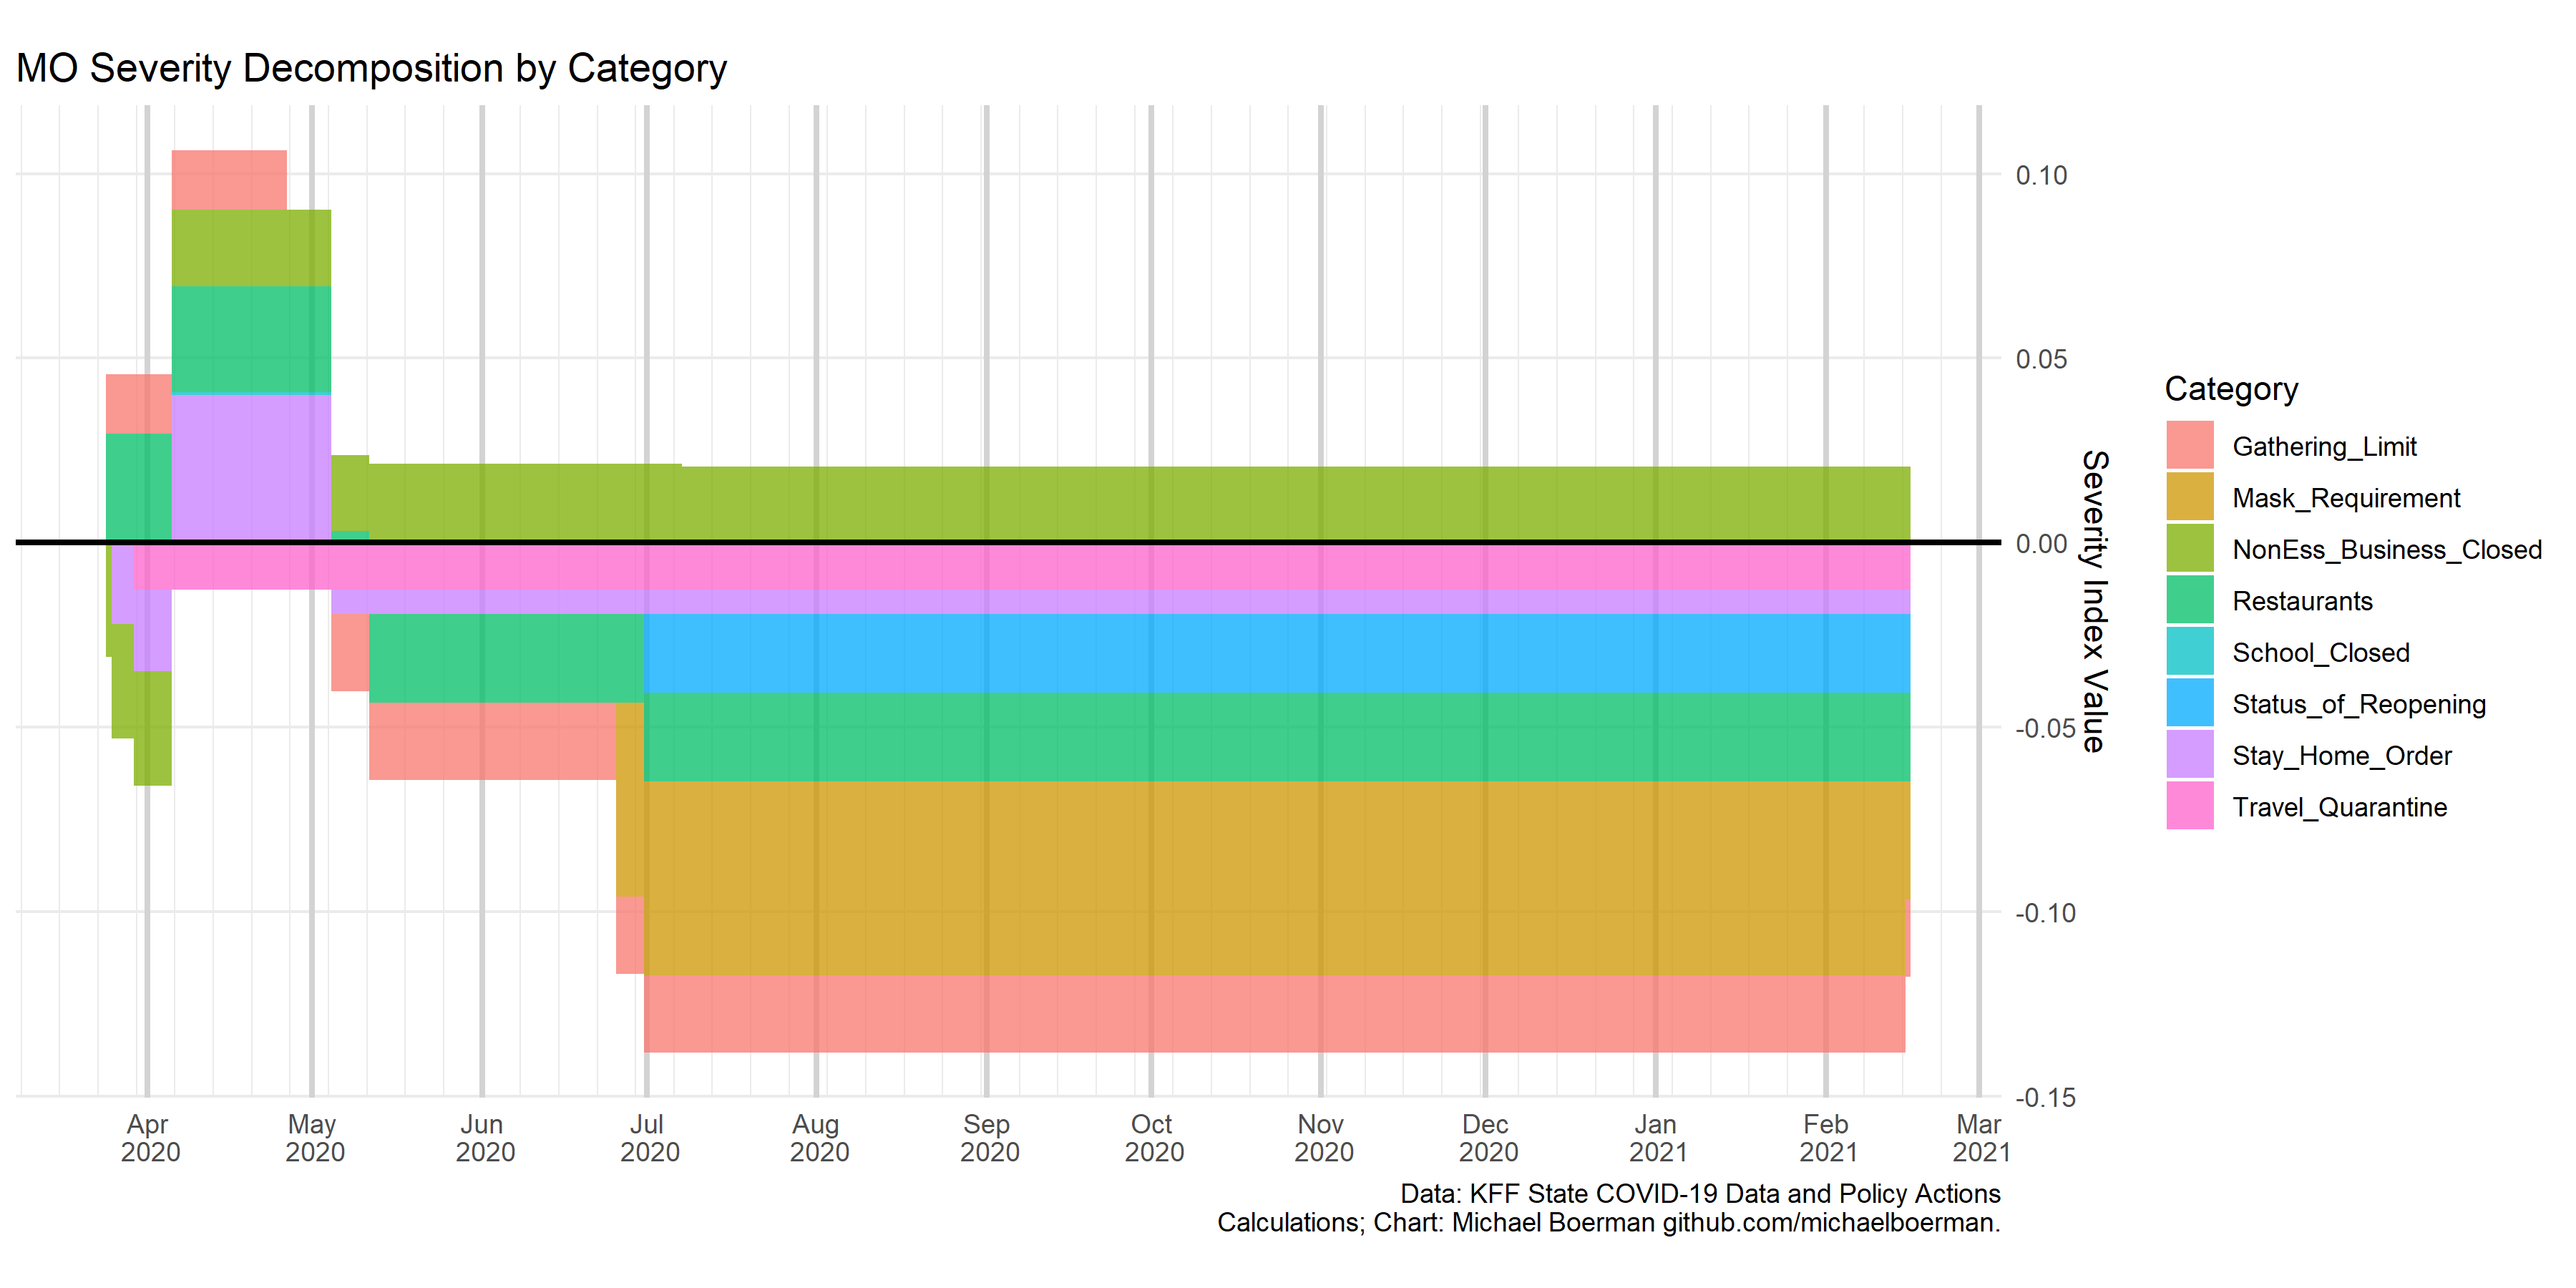 MO Severity Decomposition by Category
0.10
0.05
0.00
-0.05
-0.10
-0.15
Severity Index Value
Apr 2020
May 2020
Jun 2020
Jul 2020
Aug 2020
Sep 2020
Oct 2020
Nov 2020
Dec 2020
Jan 2021
Feb 2021
Mar 2021
Category
Gathering_Limit
Mask_Requirement
NonEss_Business_Closed
Restaurants
School_Closed
Status_of_Reopening
Stay_Home_Order
Travel_Quarantine
Data: KFF State COVID-19 Data and Policy Actions
Calculations; Chart: Michael Boerman github.com/michaelboerman.